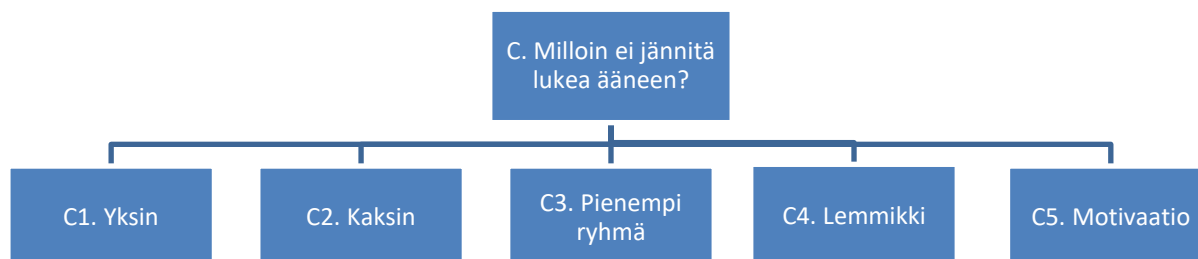 C. Milloin ei jännitä
lukea ääneen?
C1. Yksin
C2. Kaksin
C3. Pienempi
ryhmä
C4. Lemmikki
C5. Motivaatio